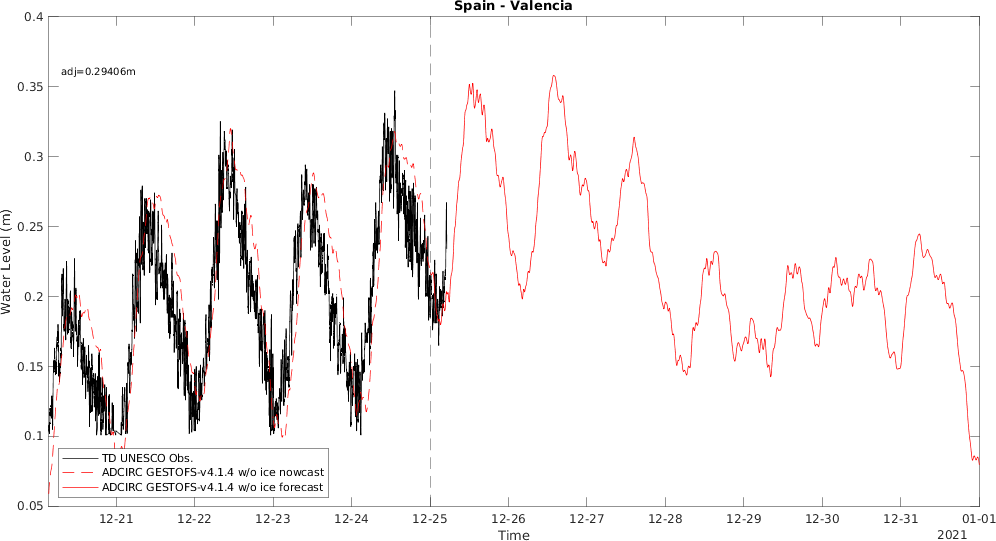 Spain - Valencia
0.4
0.35
0.3
0.25
0.2
0.15
0.1
0.05
Water Level (m)
adj=0.29406m
TD UNESCO Obs.
ADCIRC GESTOFS-v4.1.4 w/o ice nowcast
ADCIRC GESTOFS-v4.1.4 w/o ice forecast
12-21 12-22 12-23 12-24 12-25 12-26 12-27 12-28 12-29 12-30 12-31 01-01
Time
2021